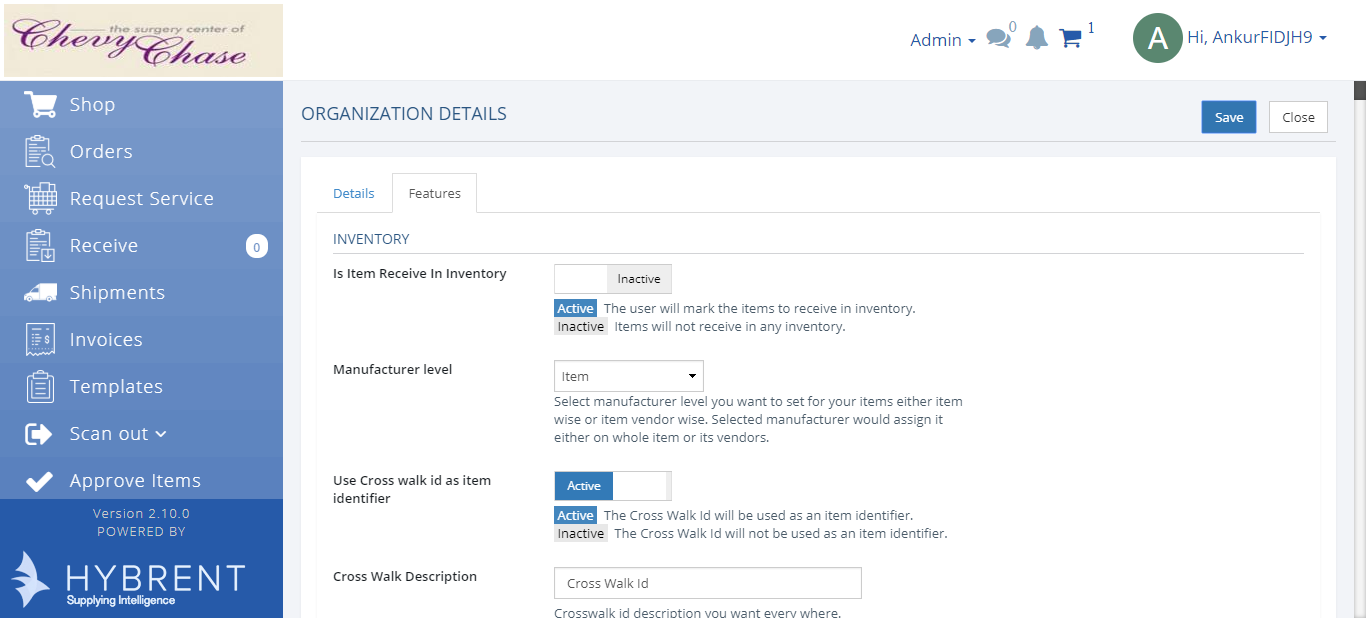 the surgery center of
Chevy Chase
Admin
0
1
A
Hi, AnkurFIDJH9
Shop
Orders
Request Service
Receive
0
Shipments
Invoices
Templates
Scan out
Approve Items
Version 2.10.0
POWERED BY
HYBRENT
Supplying Intelligence
ORGANIZATION DETAILS
Save
Close
Details
Features
INVENTORY
Is Item Receive In Inventory
Inactive
Active The user will mark the items to receive in inventory.
Inactive Items will not receive in any inventory.
Manufacturer level
Item
Select manufacturer level you want to set for your items either item
wise or item vendor wise. Selected manufacturer would assign it
either on whole item or its vendors.
Use Cross walk id as item
identifier
Active
Active The Cross Walk Id will be used as an item identifier.
Inactive The Cross Walk Id will not be used as an item identifier.
Cross Walk Description
Cross Walk Id
Crosswalk id description you want every where.